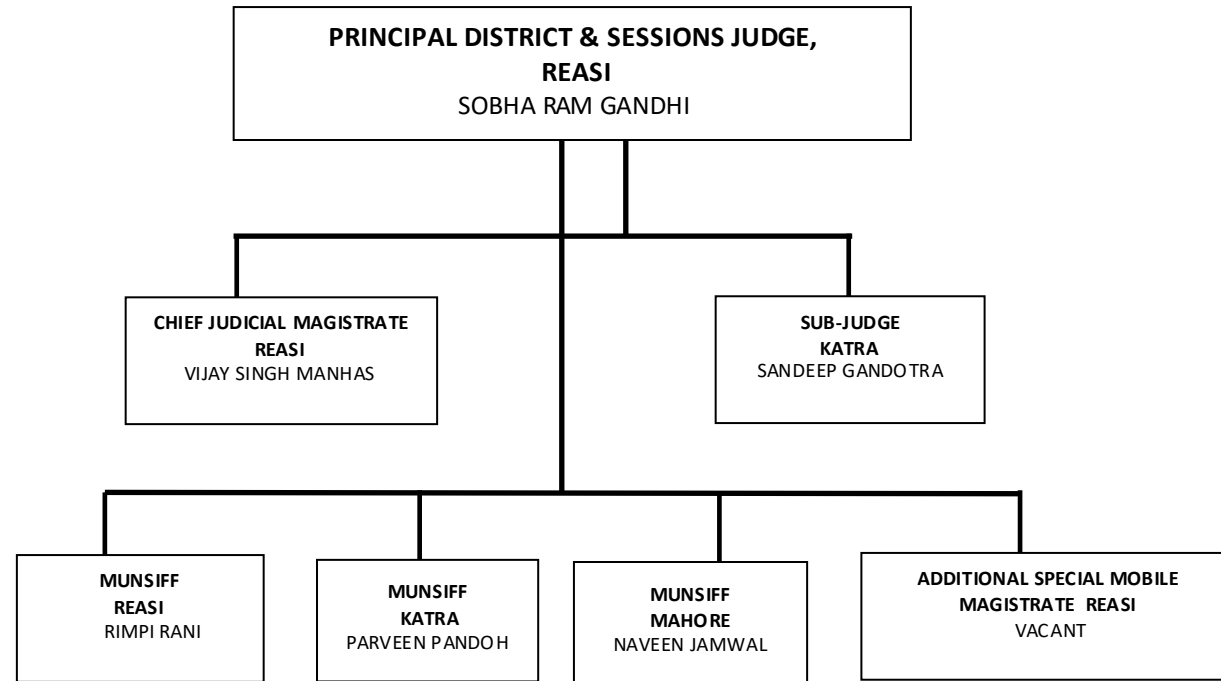 PRINCIPAL DISTRICT & SESSIONS JUDGE,
REASI
SOBHA RAM GANDHI
CHIEF JUDICIAL MAGISTRATE
REASI
VIJAY SINGH MANHAS
SUB-JUDGE
KATRA
SANDEEP GANDOTRA
MUNSIFF
REASI
RIMPI RANI
MUNSIFF
KATRA
PARVEEN PANDOH
MUNSIFF
MAHORE
NAVEEN JAMWAL
ADDITIONAL SPECIAL MOBILE
MAGISTRATE REASI
VACANT